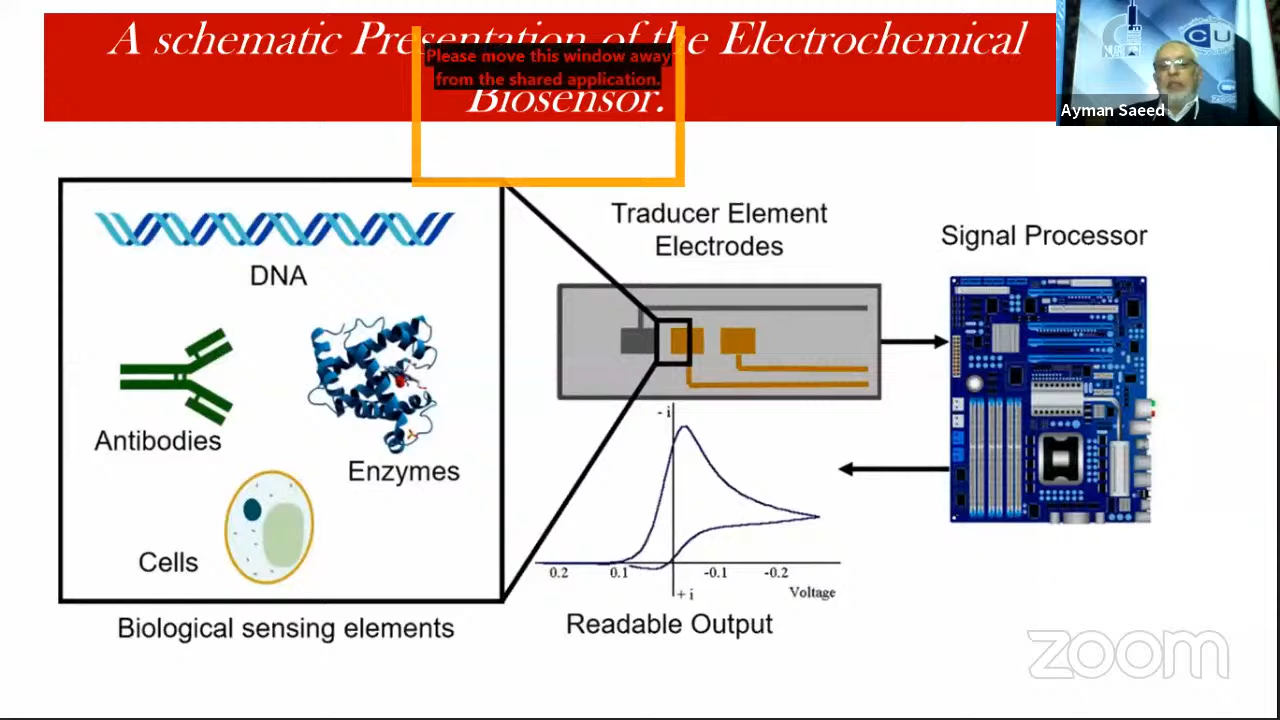 A schematic Presentation of the Electrochemical
Biosensor.
Please move this window away
from the shared application.
CU
Ayman Saeed
DNA
Antibodies
Enzymes
Cells
Biological sensing elements
Traducer Element
Electrodes
Signal Processor
- i
0.2 0.1 -0.1 -0.2
+ i
Voltage
Readable Output
zoom